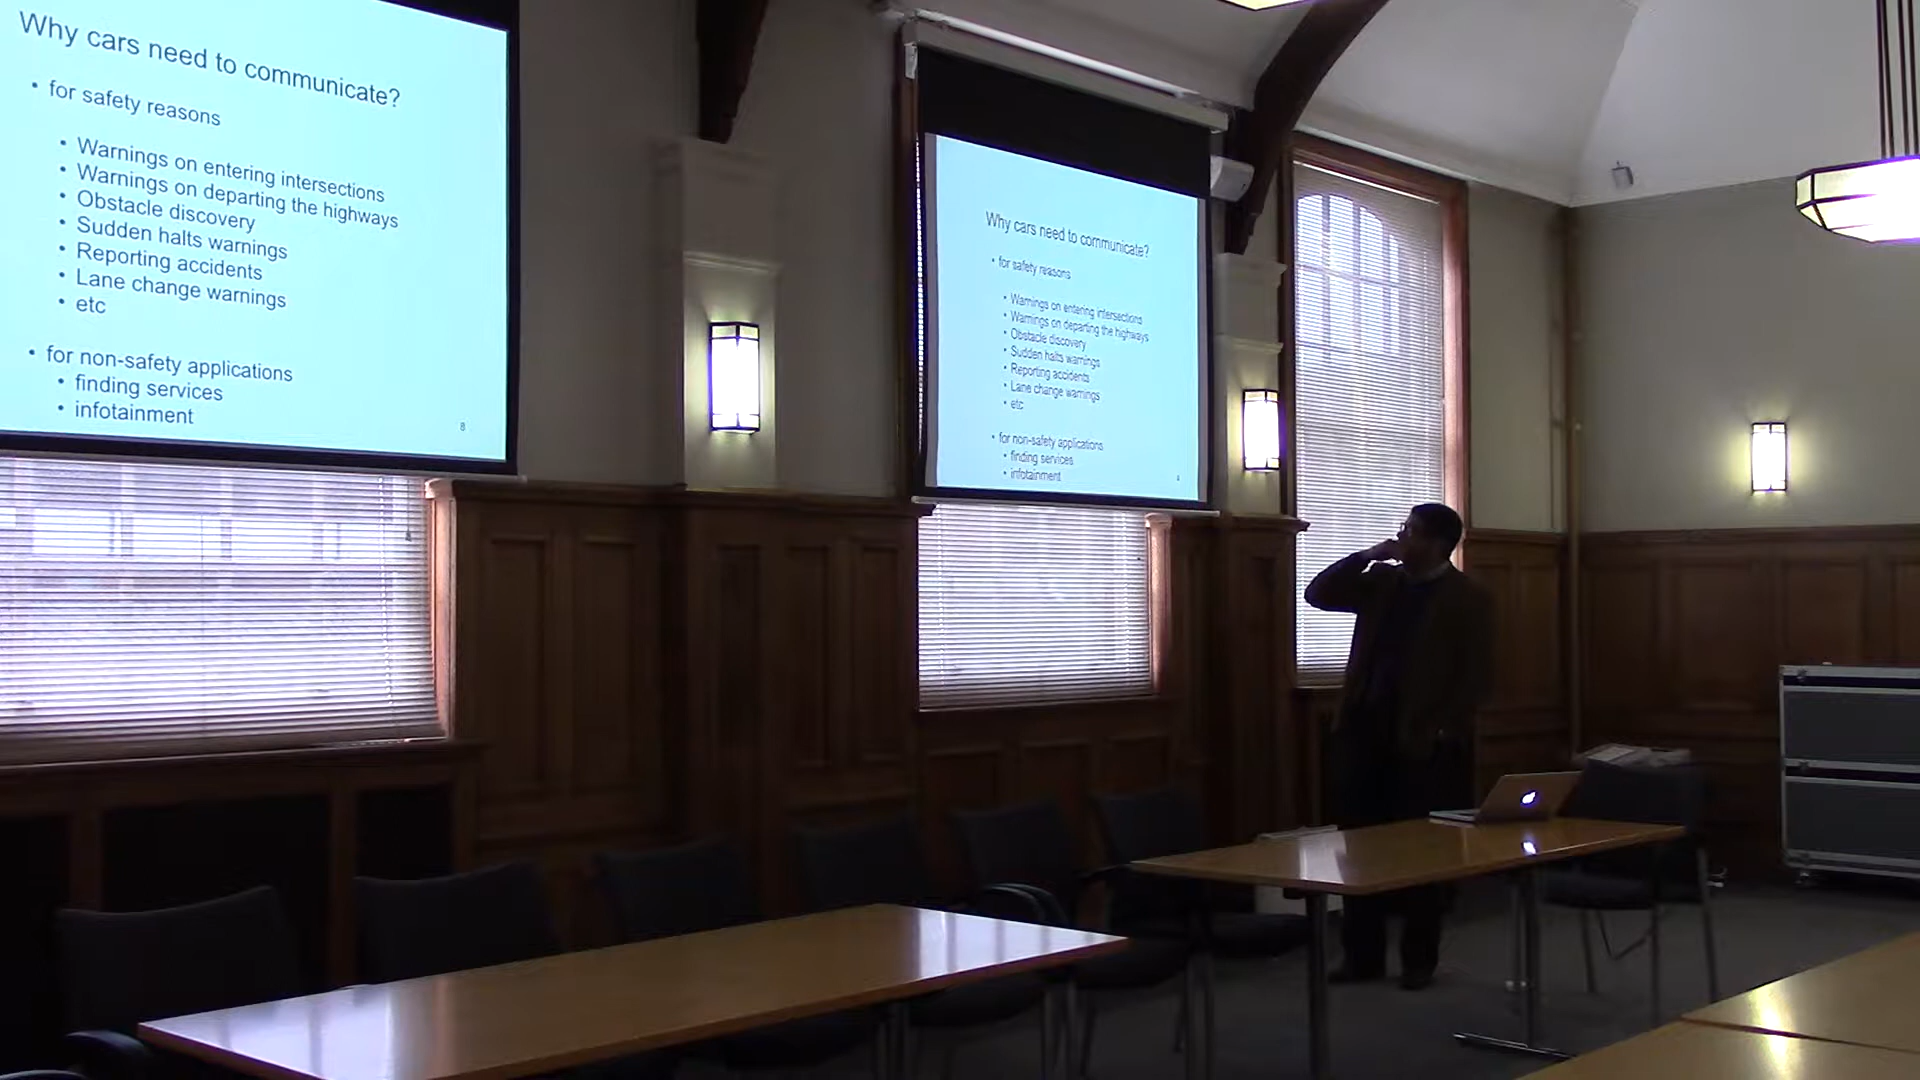 Why cars need to communicate?
• for safety reasons
• Warnings on entering intersections
• Warnings on departing the highways
• Obstacle discovery
• Sudden halts warnings
• Reporting accidents
• Lane change warnings
• etc
• for non-safety applications
• finding services
• infotainment
8
Why cars need to communicate?
• for safety reasons
• Warnings on entering intersections
• Warnings on departing the highways
• Obstacle discovery
• Sudden halts warnings
• Reporting accidents
• Lane change warnings
• etc
• for non-safety applications
• finding services
• infotainment
8